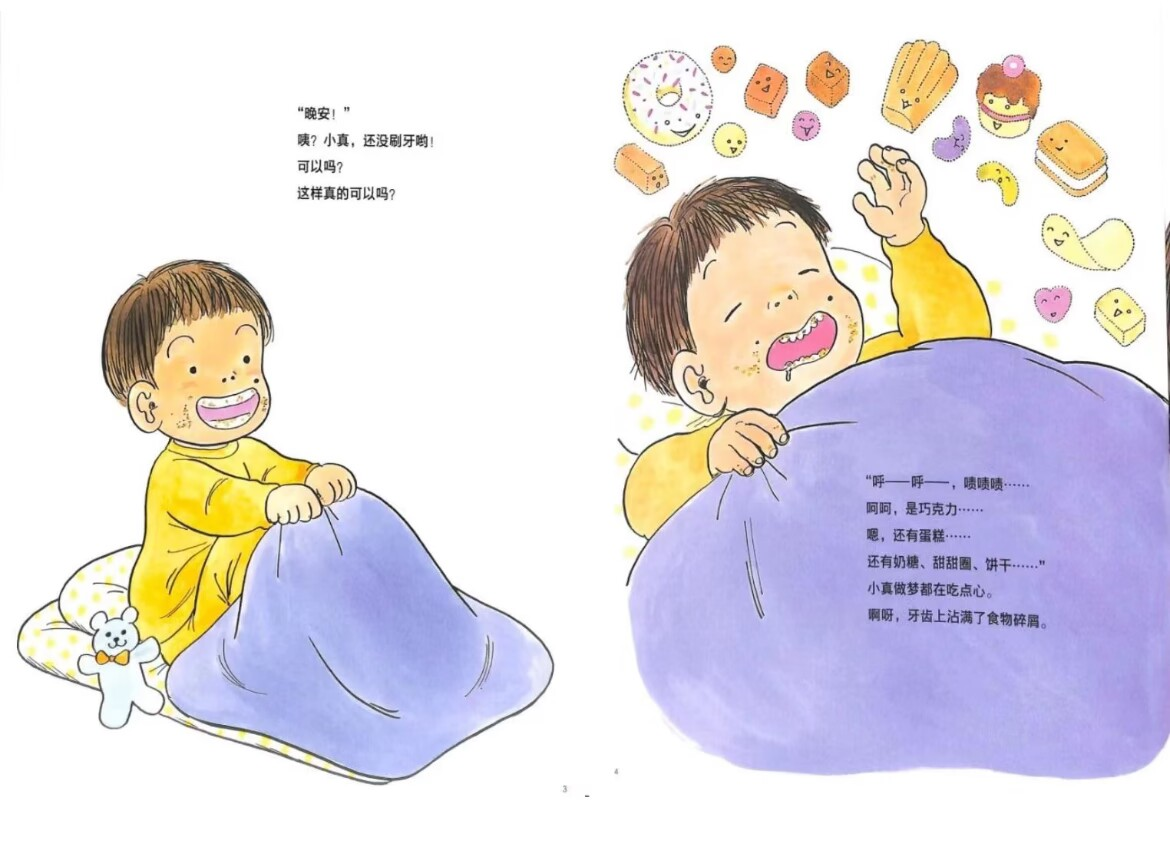 “晚安！”
咦？小真，还没刷牙哟！
可以吗？
这样真的可以吗？
3
4
“呼——呼——，啧啧啧……
呵呵，是巧克力……
嗯，还有蛋糕……
还有奶糖、甜甜圈、饼干……”
小真做梦都在吃点心。
啊呀，牙齿上沾满了食物碎屑。